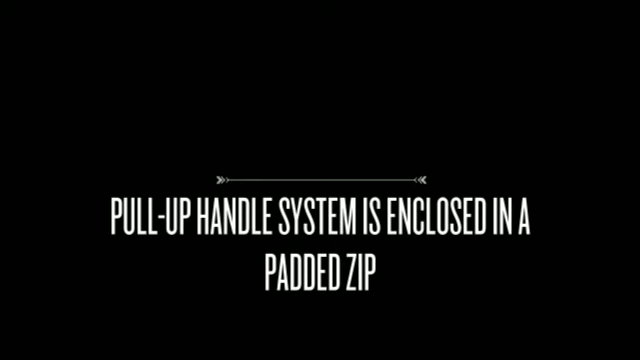 PULL-UP HANDLE SYSTEM IS ENCLOSED IN A
PADDED ZIP